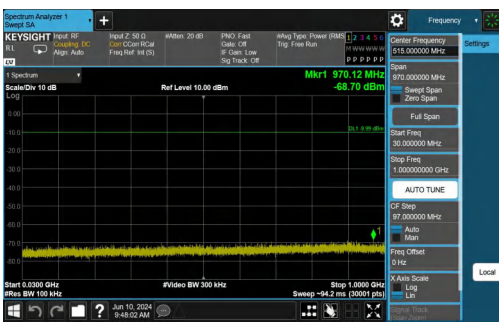 Spectrum Analyzer 1
Swept SA
+
Frequency
KEYSIGHT
RL
LXI
Input: RF
Coupling: DC
Align: Auto
Input Z: 50 Ω
Corr CCorr RCal
Freq Ref: Int (S)
#Atten: 20 dB
PNO: Fast
Gate: Off
IF Gain: Low
Sig Track: Off
#Avg Type: Power (RMS
Trig: Free Run
1 2 3 4 5 6
M W W W W W
P P P P P P
1 Spectrum
Scale/Div 10 dB
Log
Ref Level 10.00 dBm
Mkr1 970.12 MHz
-68.70 dBm
0.00
-10.0
DL1 -9.99 dBm
-20.0
-30.0
-40.0
-50.0
-60.0
1
-70.0
-80.0
Start 0.0300 GHz
#Res BW 100 kHz
#Video BW 300 kHz
Stop 1.0000 GHz
Sweep ~94.2 ms (30001 pts)
?
Jun 10, 2024
9:48:02 AM
Center Frequency
515.000000 MHz
Settings
Span
970.000000 MHz
Swept Span
Zero Span
Full Span
Start Freq
30.000000 MHz
Stop Freq
1.000000000 GHz
AUTO TUNE
CF Step
97.000000 MHz
Auto
Man
Freq Offset
0 Hz
X Axis Scale
Log
Lin
Local
Signal Track